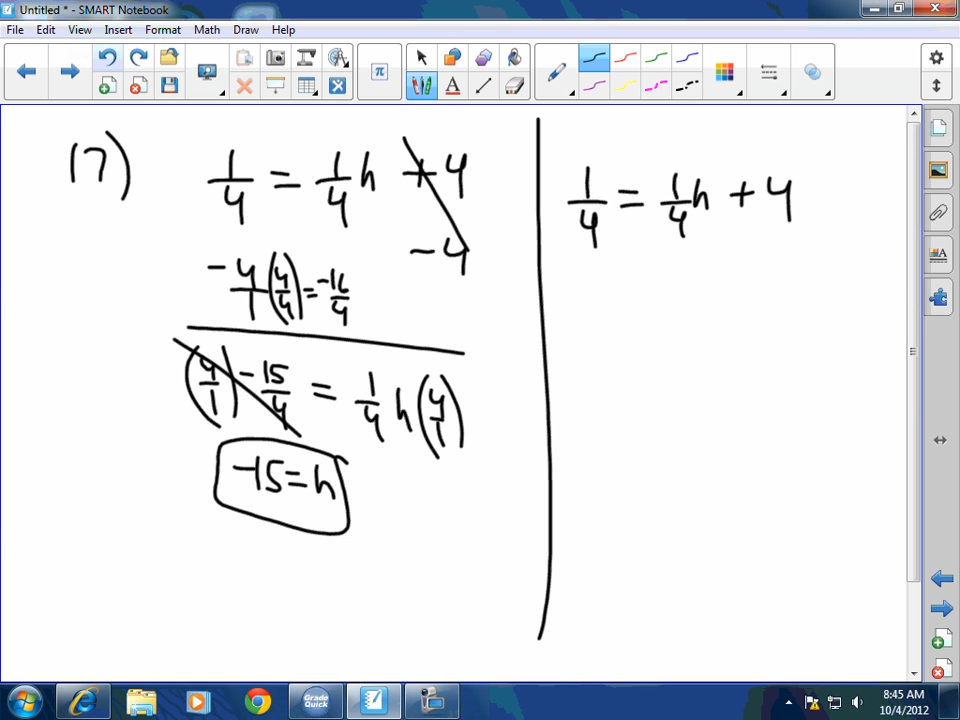 Untitled * - SMART Notebook
File Edit View Insert Format Math Draw Help
π A
17) 1/4 = 1/4 h + 4
- 4
- 4/1 (4/4) = -16/4
(4/1) - 15/4 = 1/4 h (4/1)
-15 = h
1/4 = 1/4 h + 4
Grade Quick
8:45 AM
10/4/2012